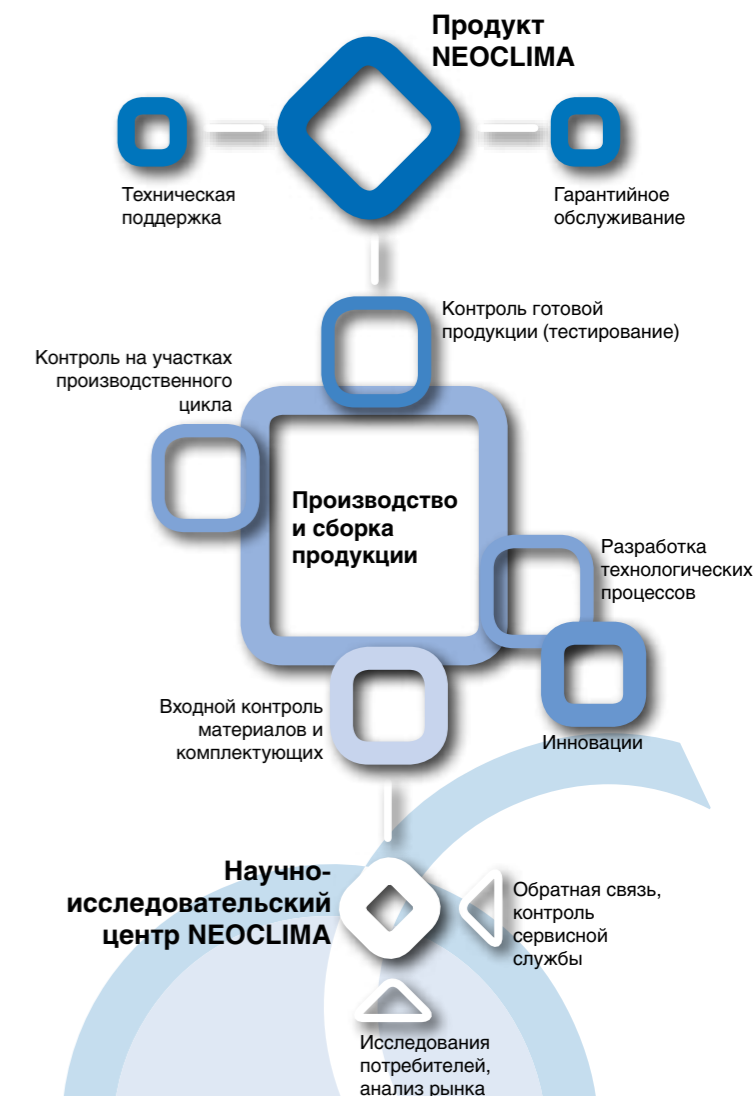 Продукт
NEOCLIMA
Техническая
поддержка
Гарантийное
обслуживание
Контроль готовой
продукции (тестирование)
Контроль на участках
производственного
цикла
Производство
и сборка
продукции
Разработка
технологических
процессов
Инновации
Входной контроль
материалов и
комплектующих
Научно-
исследовательский
центр NEOCLIMA
Обратная связь,
контроль
сервисной
службы
Исследования
потребителей,
анализ рынка